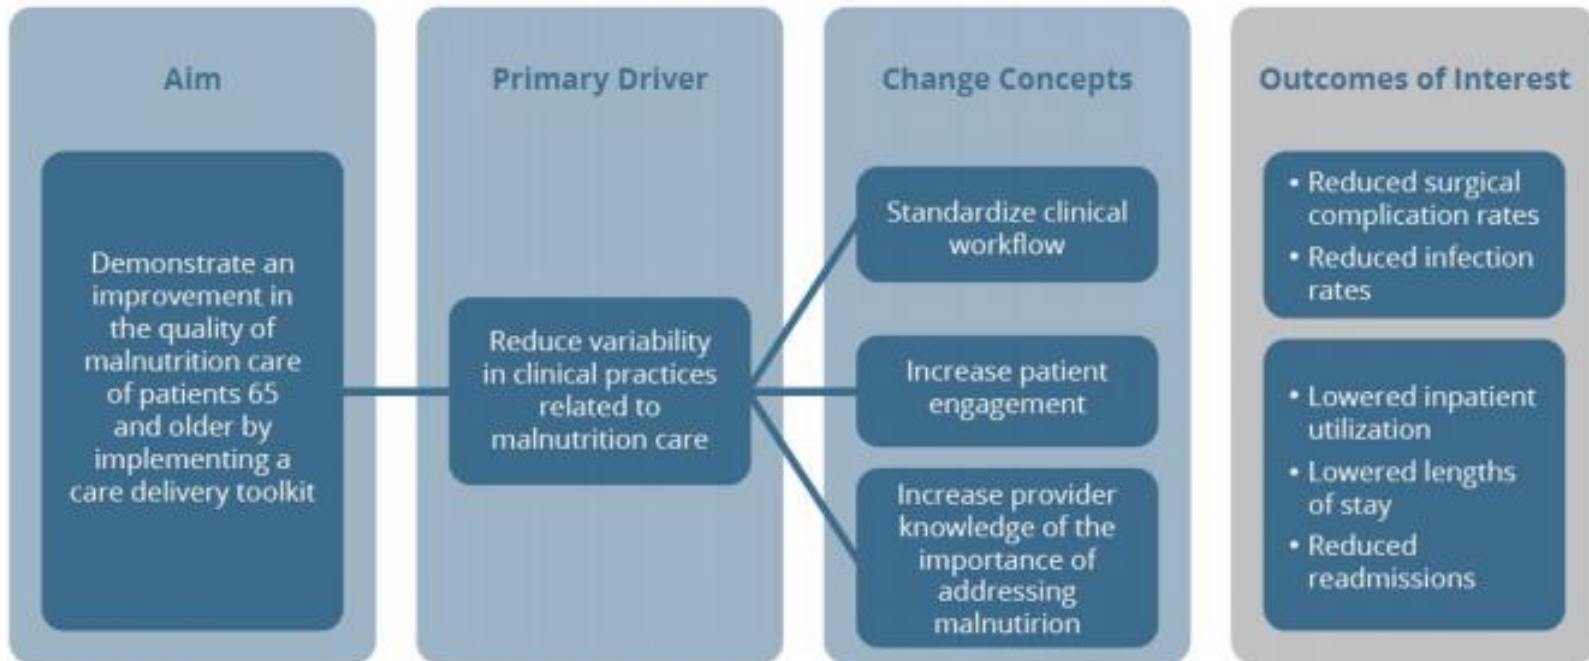 Aim
Demonstrate an
improvement in
the quality of
malnutrition care
of patients 65
and older by
implementing a
care delivery toolkit
Primary Driver
Reduce variability
in clinical practices
related to
malnutrition care
Change Concepts
Standardize clinical
workflow
Increase patient
engagement
Increase provider
knowledge of the
importance of
addressing
malnutirion
Outcomes of Interest
• Reduced surgical
complication rates
• Reduced infection
rates
• Lowered inpatient
utilization
• Lowered lengths
of stay
• Reduced
readmissions